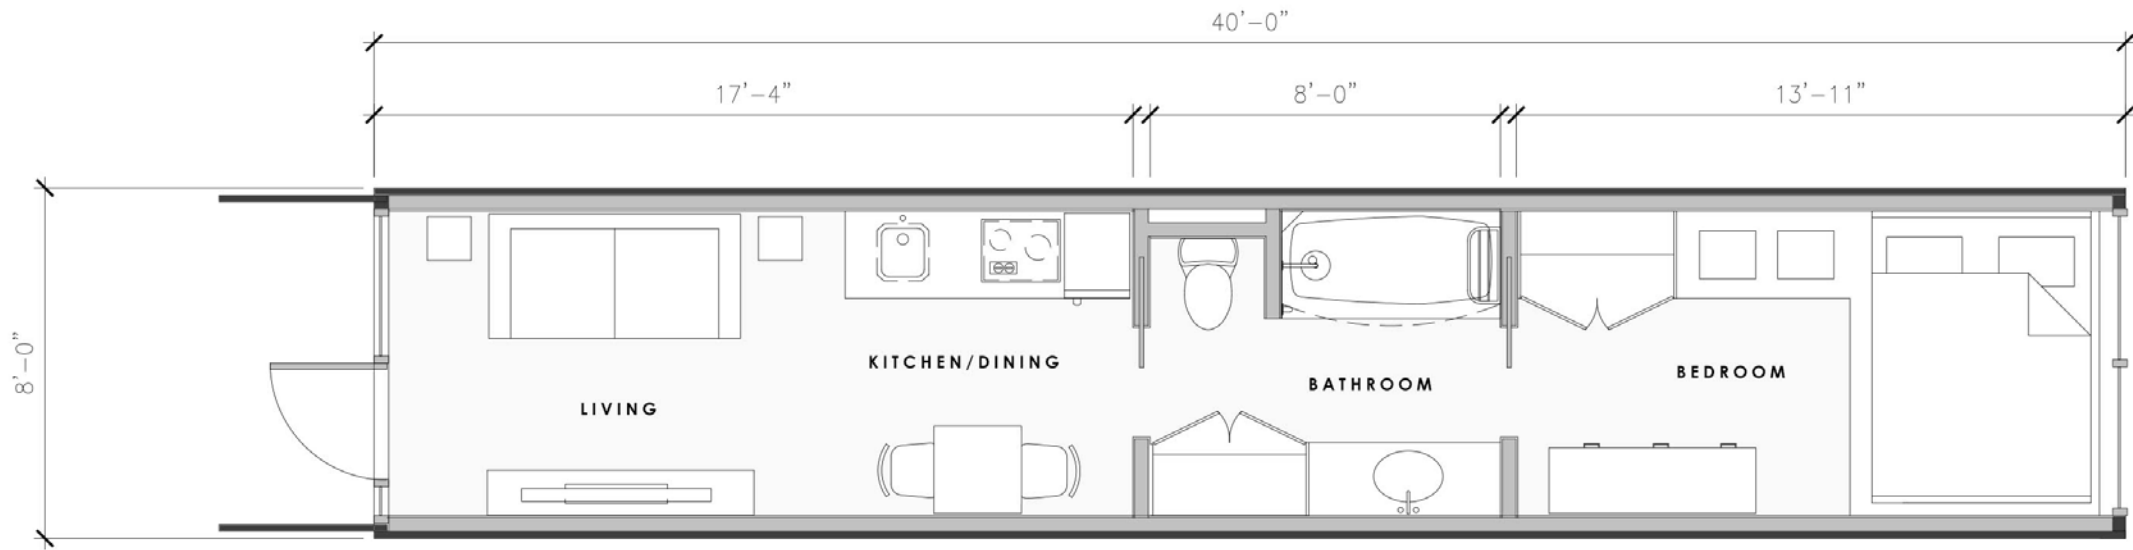 40'-0"
17'-4"
8'-0"
13'-11"
8'-0"
KITCHEN/DINING
BEDROOM
BATHROOM
LIVING